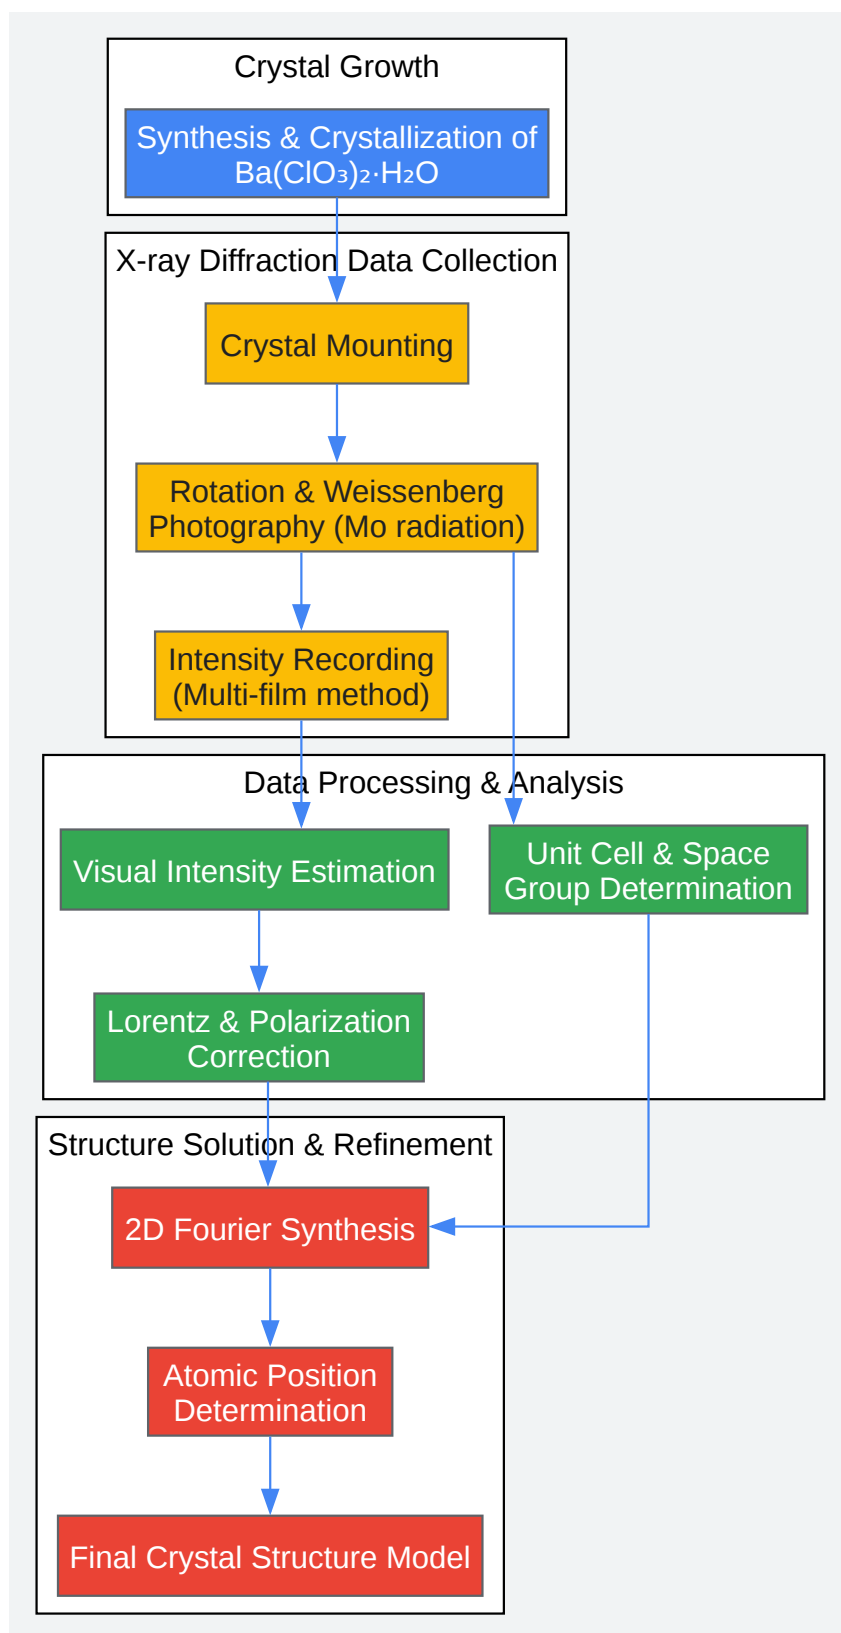 Crystal Growth
Synthesis & Crystallization of
Ba(ClO₃)₂·H₂O
X-ray Diffraction Data Collection
Crystal Mounting
Rotation & Weissenberg
Photography (Mo radiation)
Intensity Recording
(Multi-film method)
Data Processing & Analysis
Visual Intensity Estimation
Unit Cell & Space
Group Determination
Lorentz & Polarization
Correction
Structure Solution & Refinement
2D Fourier Synthesis
Atomic Position
Determination
Final Crystal Structure Model